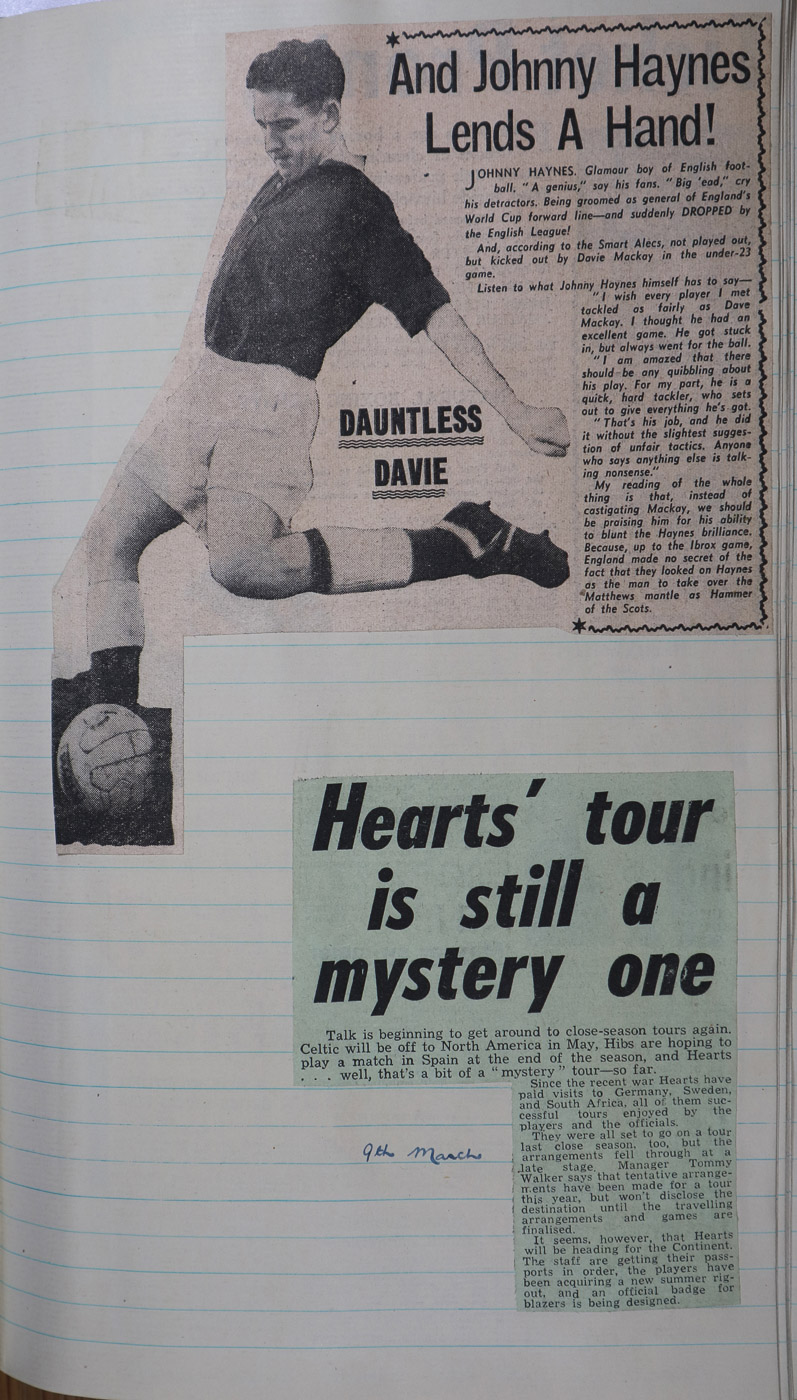 And Johnny Haynes
Lends A Hand!
JOHNNY HAYNES. Glamour boy of English foot-
ball. "A genius," say his fans. "Big 'ead," cry
his detractors. Being groomed as general of England's
World Cup forward line—and suddenly DROPPED by
the English League!
And, according to the Smart Alecs, not played out,
but kicked out by Davie Mackay in the under-23
game.
Listen to what Johnny Haynes himself has to say—
"I wish every player I met
tackled as fairly as Dave
Mackay. I thought he had an
excellent game. He got stuck
in, but always went for the ball.
"I am amazed that there
should be any quibbling about
his play. For my part, he is a
quick, hard tackler, who sets
out to give everything he's got.
"That's his job, and he did
it without the slightest sugges-
tion of unfair tactics. Anyone
who says anything else is talk-
ing nonsense."
My reading of the whole
thing is that, instead of
castigating Mackay, we should
be praising him for his ability
to blunt the Haynes brilliance.
Because, up to the Ibrox game,
England made no secret of the
fact that they looked on Haynes
as the man to take over the
Matthews mantle as Hammer
of the Scots.
DAUNTLESS
DAVIE
Hearts' tour
is still a
mystery one
Talk is beginning to get around to close-season tours again.
Celtic will be off to North America in May, Hibs are hoping to
play a match in Spain at the end of the season, and Hearts
. . . well, that's a bit of a "mystery" tour—so far.
Since the recent war Hearts have
paid visits to Germany, Sweden,
and South Africa, all of them suc-
cessful tours enjoyed by the
players and the officials.
They were all set to go on a tour
last close season, too, but the
arrangements fell through at a
late stage. Manager Tommy
Walker says that tentative arrange-
ments have been made for a tour
this year, but won't disclose the
destination until the travelling
arrangements and games are
finalised.
It seems, however, that Hearts
will be heading for the Continent.
The staff are getting their pass-
ports in order, the players have
been acquiring a new summer rig-
out, and an official badge for
blazers is being designed.
9th March